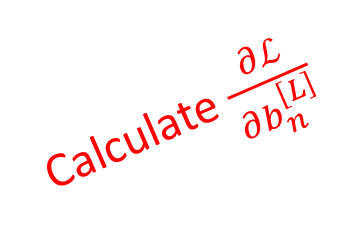 Calculate ∂ℒ/∂b_n^[L]